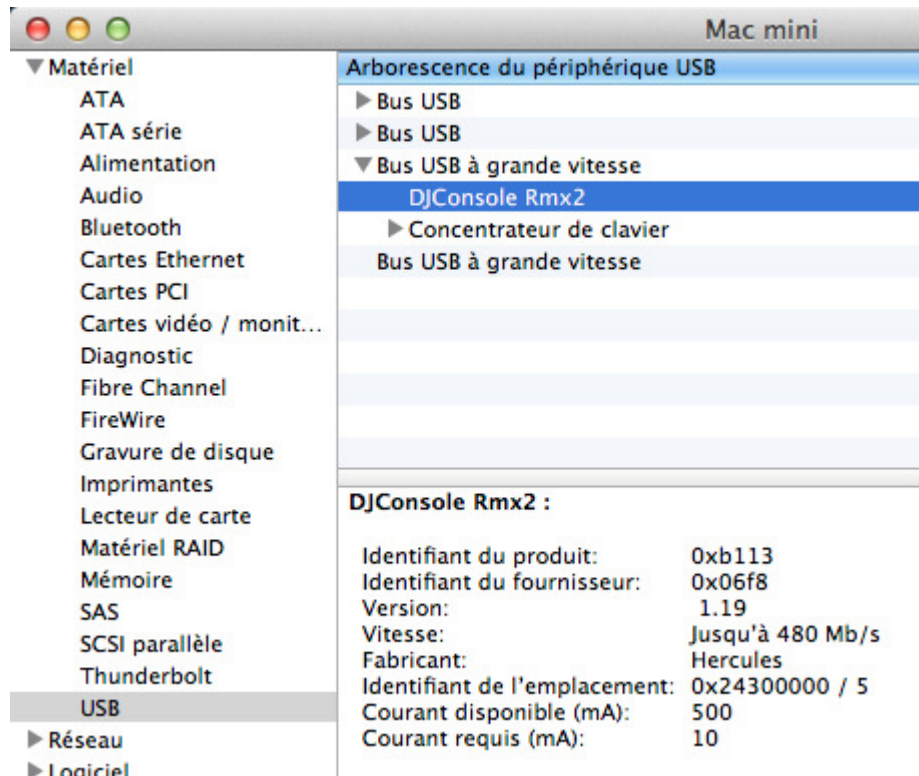 Mac mini
Matériel
ATA
ATA série
Alimentation
Audio
Bluetooth
Cartes Ethernet
Cartes PCI
Cartes vidéo / monit...
Diagnostic
Fibre Channel
FireWire
Gravure de disque
Imprimantes
Lecteur de carte
Matériel RAID
Mémoire
SAS
SCSI parallèle
Thunderbolt
USB
Réseau
Logiciel
Arborescence du périphérique USB
Bus USB
Bus USB
Bus USB à grande vitesse
DJConsole Rmx2
Concentrateur de clavier
Bus USB à grande vitesse
DJConsole Rmx2 :
Identifiant du produit: 0xb113
Identifiant du fournisseur: 0x06f8
Version: 1.19
Vitesse: Jusqu'à 480 Mb/s
Fabricant: Hercules
Identifiant de l'emplacement: 0x24300000 / 5
Courant disponible (mA): 500
Courant requis (mA): 10